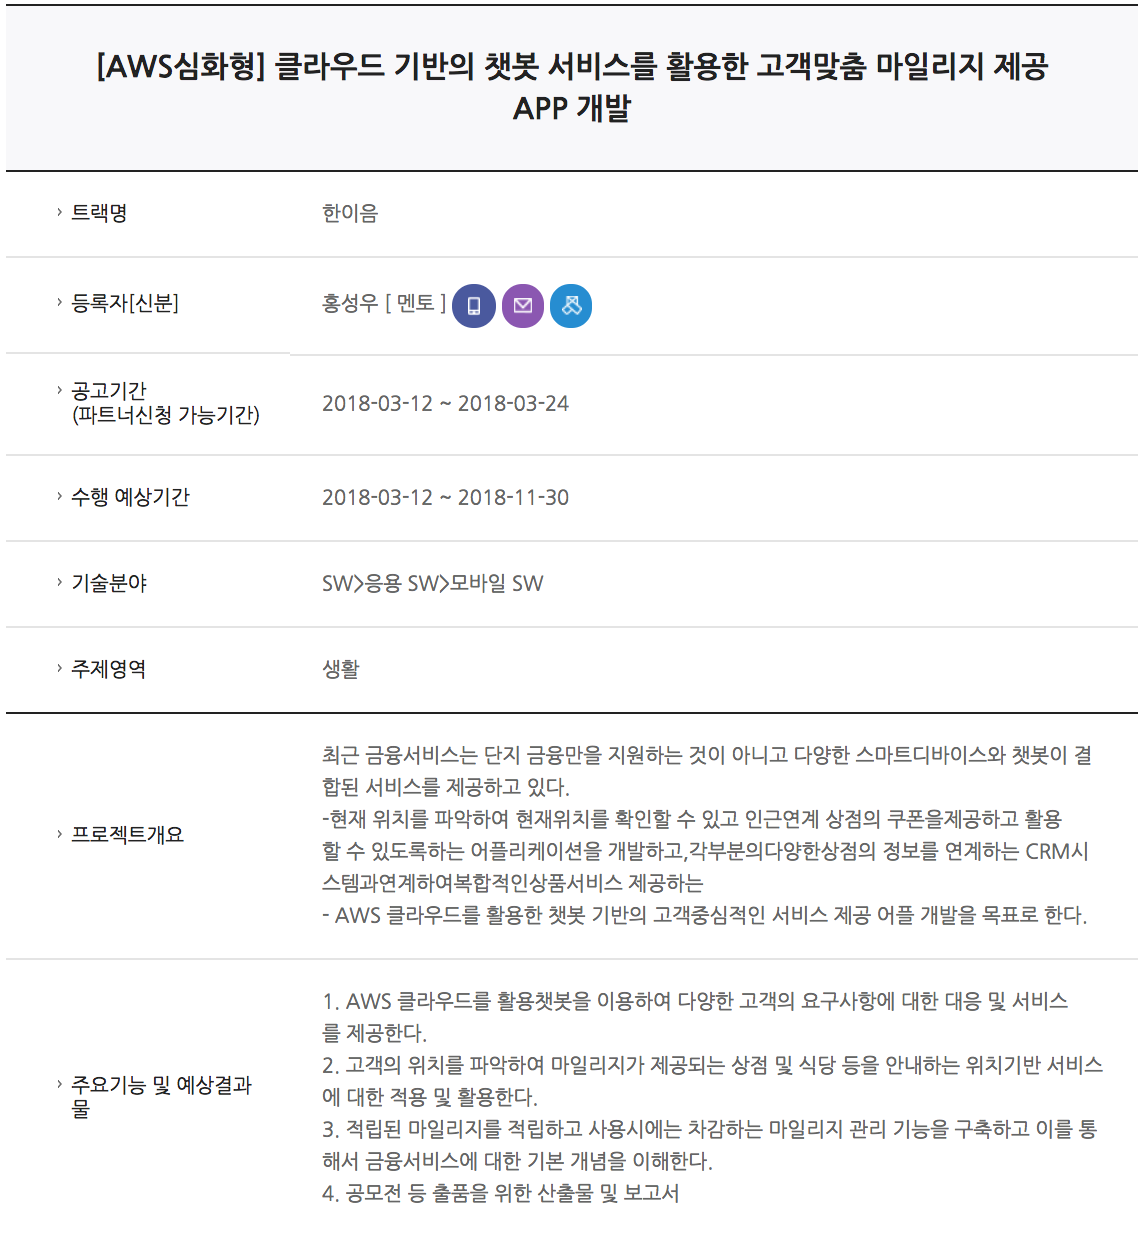 [AWS심화형] 클라우드 기반의 챗봇 서비스를 활용한 고객맞춤 마일리지 제공
APP 개발
› 트랙명
한이음
› 등록자[신분]
홍성우 [ 멘토 ]
› 공고기간
(파트너신청 가능기간)
2018-03-12 ~ 2018-03-24
› 수행 예상기간
2018-03-12 ~ 2018-11-30
› 기술분야
SW>응용 SW>모바일 SW
› 주제영역
생활
› 프로젝트개요
최근 금융서비스는 단지 금융만을 지원하는 것이 아니고 다양한 스마트디바이스와 챗봇이 결
합된 서비스를 제공하고 있다.
-현재 위치를 파악하여 현재위치를 확인할 수 있고 인근연계 상점의 쿠폰을제공하고 활용
할 수 있도록하는 어플리케이션을 개발하고,각부분의다양한상점의 정보를 연계하는 CRM시
스템과연계하여복합적인상품서비스 제공하는
- AWS 클라우드를 활용한 챗봇 기반의 고객중심적인 서비스 제공 어플 개발을 목표로 한다.
› 주요기능 및 예상결과
물
1. AWS 클라우드를 활용챗봇을 이용하여 다양한 고객의 요구사항에 대한 대응 및 서비스
를 제공한다.
2. 고객의 위치를 파악하여 마일리지가 제공되는 상점 및 식당 등을 안내하는 위치기반 서비스
에 대한 적용 및 활용한다.
3. 적립된 마일리지를 적립하고 사용시에는 차감하는 마일리지 관리 기능을 구축하고 이를 통
해서 금융서비스에 대한 기본 개념을 이해한다.
4. 공모전 등 출품을 위한 산출물 및 보고서